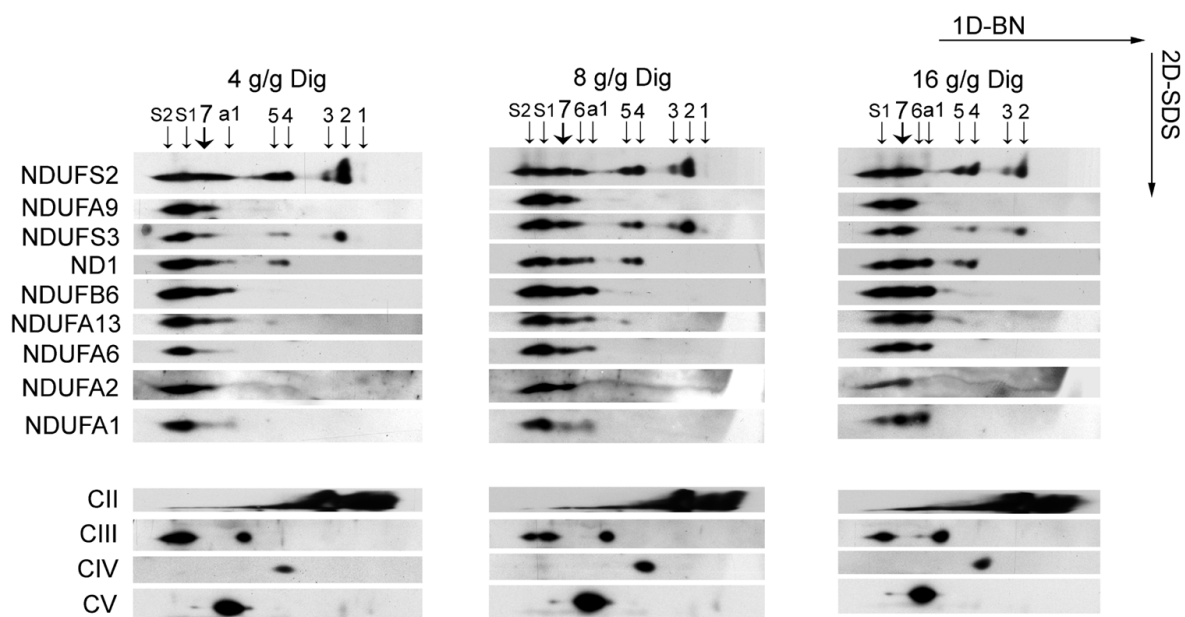 1D-BN
2D-SDS
4 g/g Dig
8 g/g Dig
16 g/g Dig
S2 S1 7 a1 5 4 3 2 1
S2 S1 7 6 a1 5 4 3 2 1
S1 7 6 a1 5 4 3 2
NDUFS2
NDUFA9
NDUFS3
ND1
NDUFB6
NDUFA13
NDUFA6
NDUFA2
NDUFA1
CII
CIII
CIV
CV